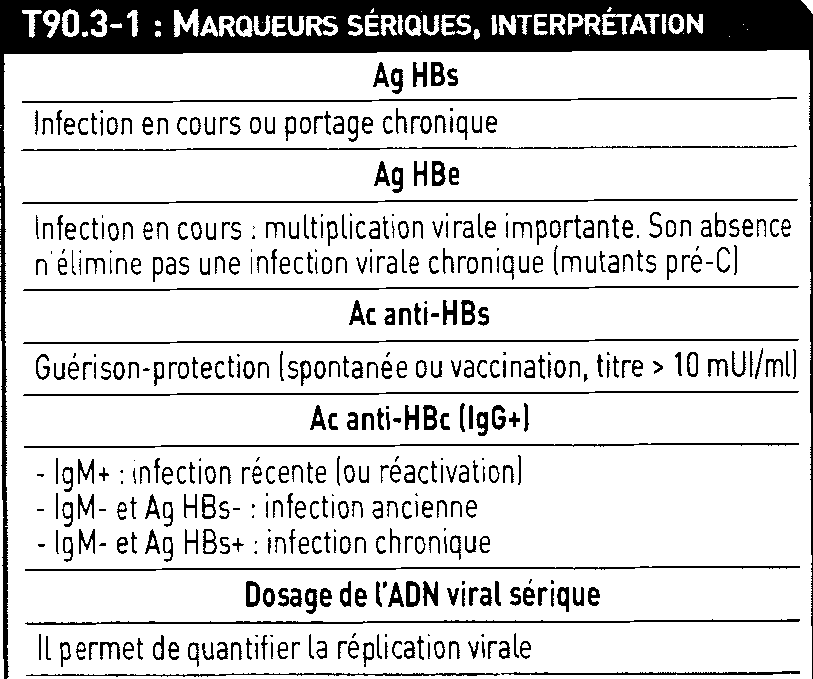 T90.3-1 : MARQUEURS SÉRIQUES, INTERPRÉTATION
Ag HBs
Infection en cours ou portage chronique
Ag HBe
Infection en cours : multiplication virale importante. Son absence
n'élimine pas une infection virale chronique (mutants pré-C)
Ac anti-HBs
Guérison-protection (spontanée ou vaccination, titre > 10 mUI/ml)
Ac anti-HBc (IgG+)
- IgM+ : infection récente (ou réactivation)
- IgM- et Ag HBs- : infection ancienne
- IgM- et Ag HBs+ : infection chronique
Dosage de l'ADN viral sérique
Il permet de quantifier la réplication virale